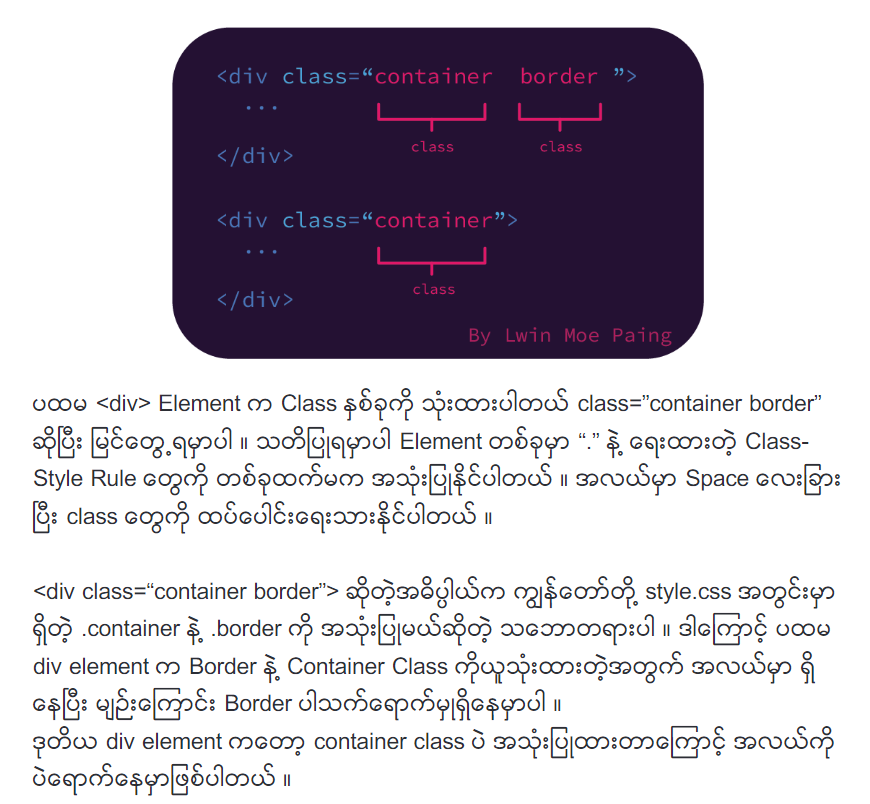 <div class=“container  border ”>
...
class class
</div>
<div class=“container”>
...
class
</div>
By Lwin Moe Paing
ပထမ <div> Element က Class နှစ်ခုကို သုံးထားပါတယ် class=”container border”
ဆိုပြီး မြင်တွေ့ရမှာပါ ။ သတိပြုရမှာပါ Element တစ်ခုမှာ “.” နဲ့ ရေးထားတဲ့ Class-
Style Rule တွေကို တစ်ခုထက်မက အသုံးပြုနိုင်ပါတယ် ။ အလယ်မှာ Space လေးခြား
ပြီး class တွေကို ထပ်ပေါင်းရေးသားနိုင်ပါတယ် ။
<div class=“container border”> ဆိုတဲ့အဓိပ္ပါယ်က ကျွန်တော်တို့ style.css အတွင်းမှာ
ရှိတဲ့ .container နဲ့ .border ကို အသုံးပြုမယ်ဆိုတဲ့ သဘောတရားပါ ။ ဒါကြောင့် ပထမ
div element က Border နဲ့ Container Class ကိုယူသုံးထားတဲ့အတွက် အလယ်မှာ ရှိ
နေပြီး မျဉ်းကြောင်း Border ပါသက်ရောက်မှုရှိနေမှာပါ ။
ဒုတိယ div element ကတော့ container class ပဲ အသုံးပြုထားတာကြောင့် အလယ်ကို
ပဲရောက်နေမှာဖြစ်ပါတယ် ။